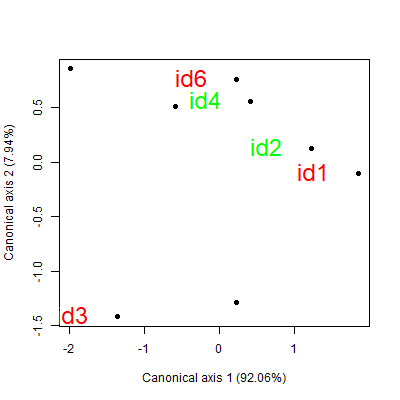 id6
0.5
id4
id2
0.0
id1
-0.5
-1.0
d3
-1.5
-2 -1 0 1
Canonical axis 1 (92.06%)
Canonical axis 2 (7.94%)